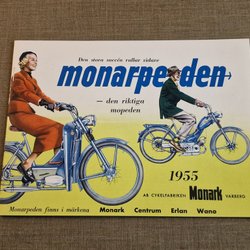 Den stora succén rullar vidare
monarpeden
— den riktiga
mopeden
1955
AB CYKELFABRIKEN Monark VARBERG
Monarpeden finns i märkena Monark Centrum Erlan Wano